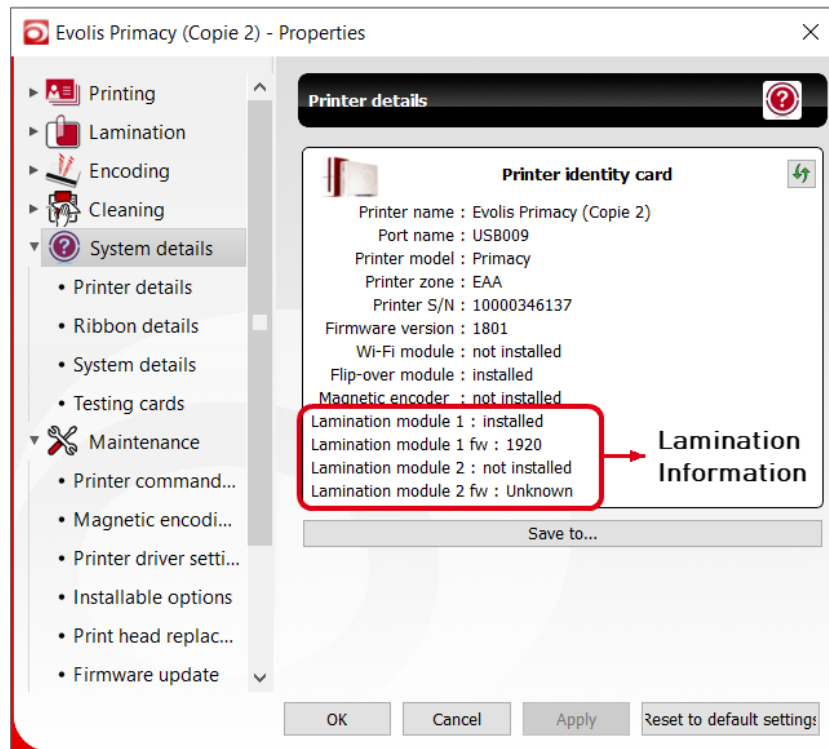 Evolis Primacy (Copie 2) - Properties
Printing
Lamination
Encoding
Cleaning
System details
• Printer details
• Ribbon details
• System details
• Testing cards
Maintenance
• Printer command...
• Magnetic encodi...
• Printer driver setti...
• Installable options
• Print head replac...
• Firmware update
Printer details
Printer identity card
Printer name : Evolis Primacy (Copie 2)
Port name : USB009
Printer model : Primacy
Printer zone : EAA
Printer S/N : 10000346137
Firmware version : 1801
Wi-Fi module : not installed
Flip-over module : installed
Magnetic encoder : not installed
Lamination module 1 : installed
Lamination module 1 fw : 1920
Lamination module 2 : not installed
Lamination module 2 fw : Unknown
Lamination
Information
Save to...
OK
Cancel
Apply
Reset to default settings